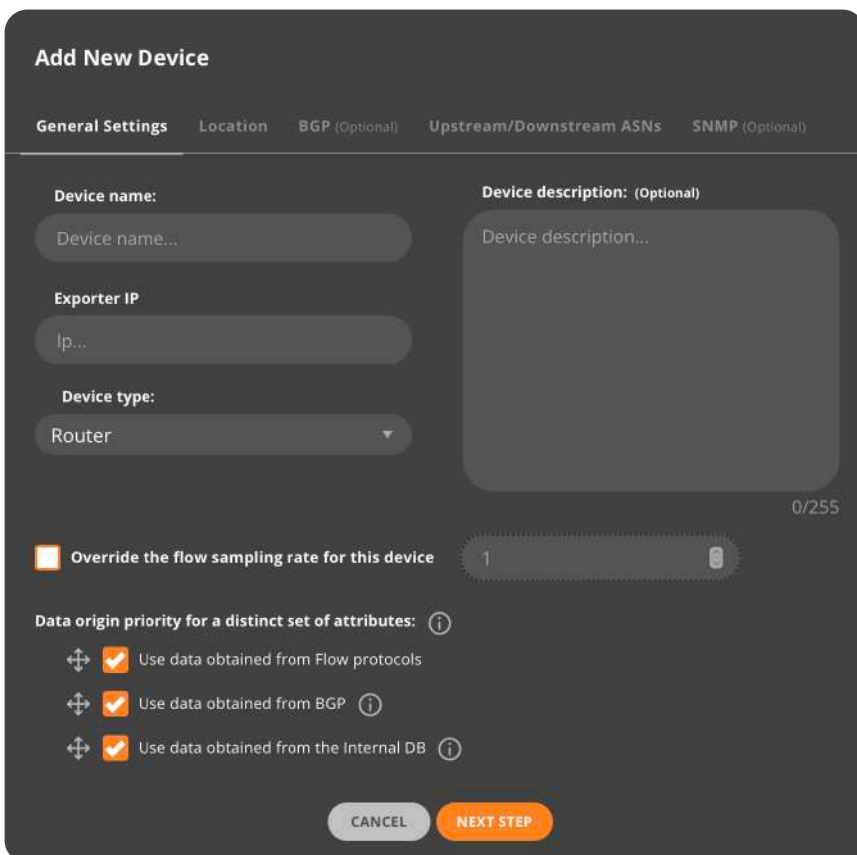 Add New Device
General Settings Location BGP (Optional) Upstream/Downstream ASNs SNMP (Optional)
Device name:
Device name...
Exporter IP
Ip...
Device type:
Router
Device description: (Optional)
Device description...
0/255
Override the flow sampling rate for this device 1
Data origin priority for a distinct set of attributes:
Use data obtained from Flow protocols
Use data obtained from BGP
Use data obtained from the Internal DB
CANCEL NEXT STEP